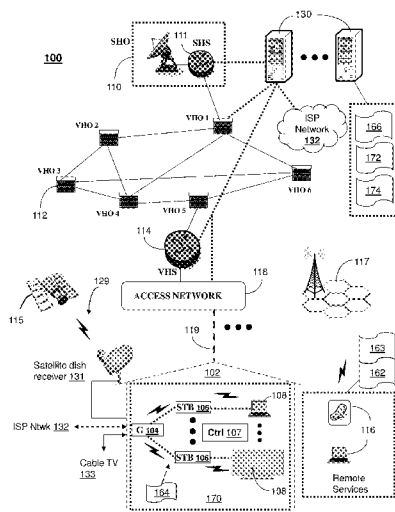 100
130
SHO
111
SHS
110
VHO 1
ISP
Network
132
166
172
174
VHO 2
VHO 3
112
VHO 4
VHO 5
VHO 6
114
VHS
117
ACCESS NETWORK
118
129
115
119
Satellite dish
receiver 131
102
163
162
STB 106
108
ISP Ntwk 132
G 104
Ctrl 107
116
Cable TV
133
STB 106
108
164
170
Remote
Services